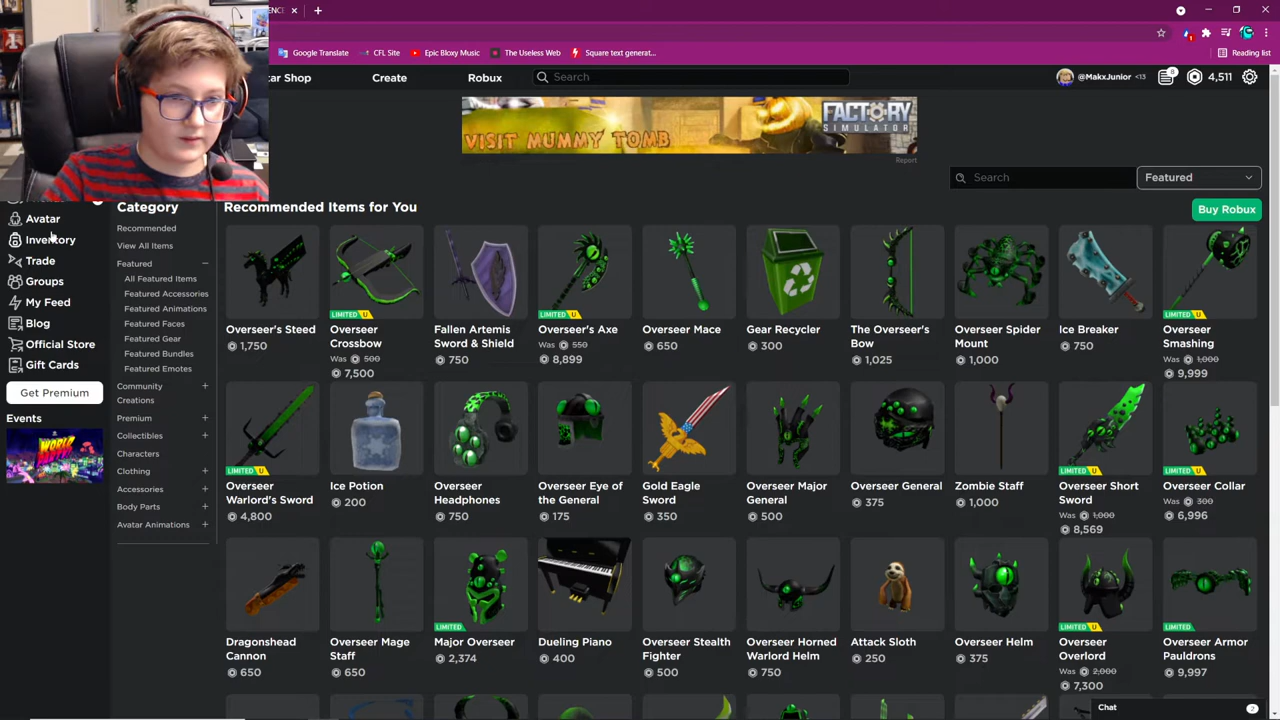 ENC
Google Translate
CFL Site
Epic Bloxy Music
The Useless Web
Square text generat...
Reading list
ar Shop
Create
Robux
Search
@MakxJunior <13
4,511
VISIT MUMMY TOMB
FACTORY
SIMULATOR
Report
Search
Featured
Avatar
Inventory
Trade
Groups
My Feed
Blog
Official Store
Gift Cards
Get Premium
Events
WORLD
PARTY
Category
Recommended
View All Items
Featured
All Featured Items
Featured Accessories
Featured Animations
Featured Faces
Featured Gear
Featured Bundles
Featured Emotes
Community
Creations
Premium
Collectibles
Characters
Clothing
Accessories
Body Parts
Avatar Animations
Recommended Items for You
Buy Robux
Overseer's Steed
1,750
LIMITED U
Overseer
Crossbow
Was 500
7,500
Fallen Artemis
Sword & Shield
750
LIMITED U
Overseer's Axe
Was 550
8,899
Overseer Mace
650
Gear Recycler
300
The Overseer's
Bow
1,025
Overseer Spider
Mount
1,000
Ice Breaker
750
LIMITED U
Overseer
Smashing
Was 1,000
9,999
LIMITED U
Overseer
Warlord's Sword
4,800
Ice Potion
200
Overseer
Headphones
750
Overseer Eye of
the General
175
Gold Eagle
Sword
350
Overseer Major
General
500
Overseer General
375
Zombie Staff
1,000
LIMITED U
Overseer Short
Sword
Was 1,000
8,569
LIMITED U
Overseer Collar
Was 300
6,996
Dragonshead
Cannon
650
Overseer Mage
Staff
650
LIMITED
Major Overseer
2,374
Dueling Piano
400
Overseer Stealth
Fighter
500
Overseer Horned
Warlord Helm
750
Attack Sloth
250
Overseer Helm
375
LIMITED U
Overseer
Overlord
Was 2,000
7,300
LIMITED
Overseer Armor
Pauldrons
9,997
Chat